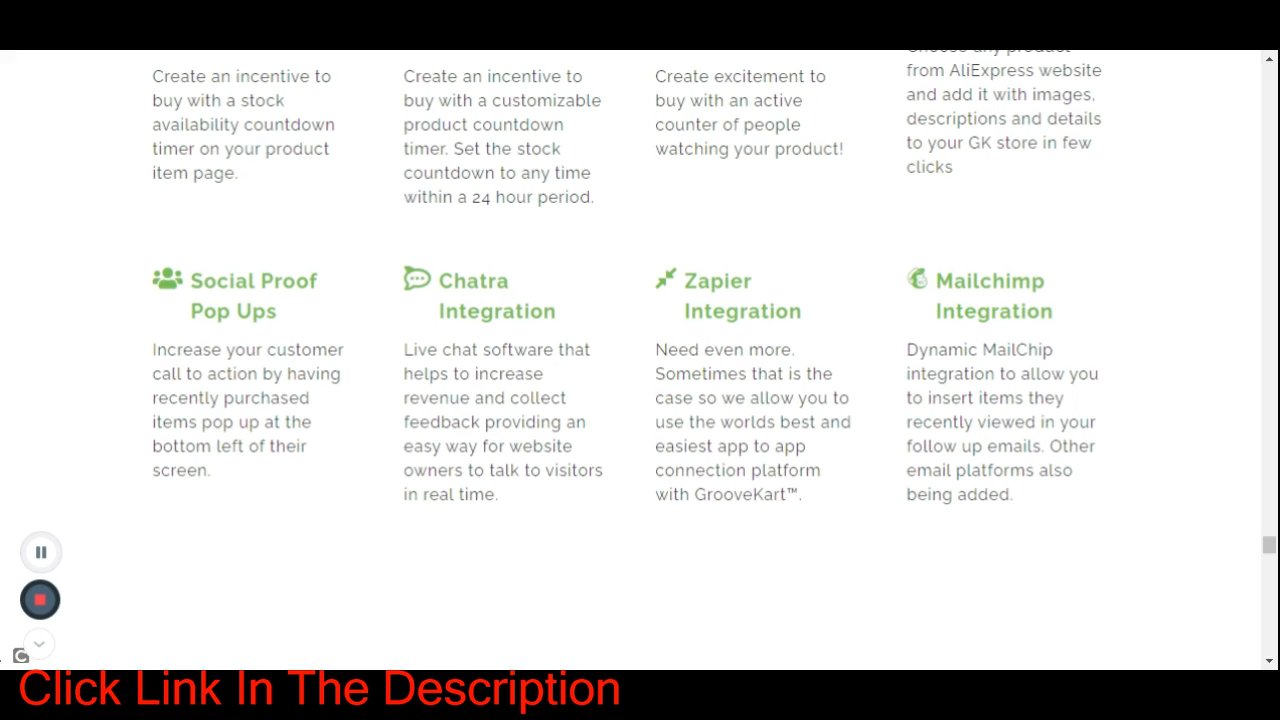 Create an incentive to
buy with a stock
availability countdown
timer on your product
item page.
Create an incentive to
buy with a customizable
product countdown
timer. Set the stock
countdown to any time
within a 24 hour period.
Create excitement to
buy with an active
counter of people
watching your product!
Choose any product
from AliExpress website
and add it with images,
descriptions and details
to your GK store in few
clicks
Social Proof
Pop Ups
Increase your customer
call to action by having
recently purchased
items pop up at the
bottom left of their
screen.
Chatra
Integration
Live chat software that
helps to increase
revenue and collect
feedback providing an
easy way for website
owners to talk to visitors
in real time.
Zapier
Integration
Need even more.
Sometimes that is the
case so we allow you to
use the worlds best and
easiest app to app
connection platform
with GrooveKart™.
Mailchimp
Integration
Dynamic MailChip
integration to allow you
to insert items they
recently viewed in your
follow up emails. Other
email platforms also
being added.
Click Link In The Description